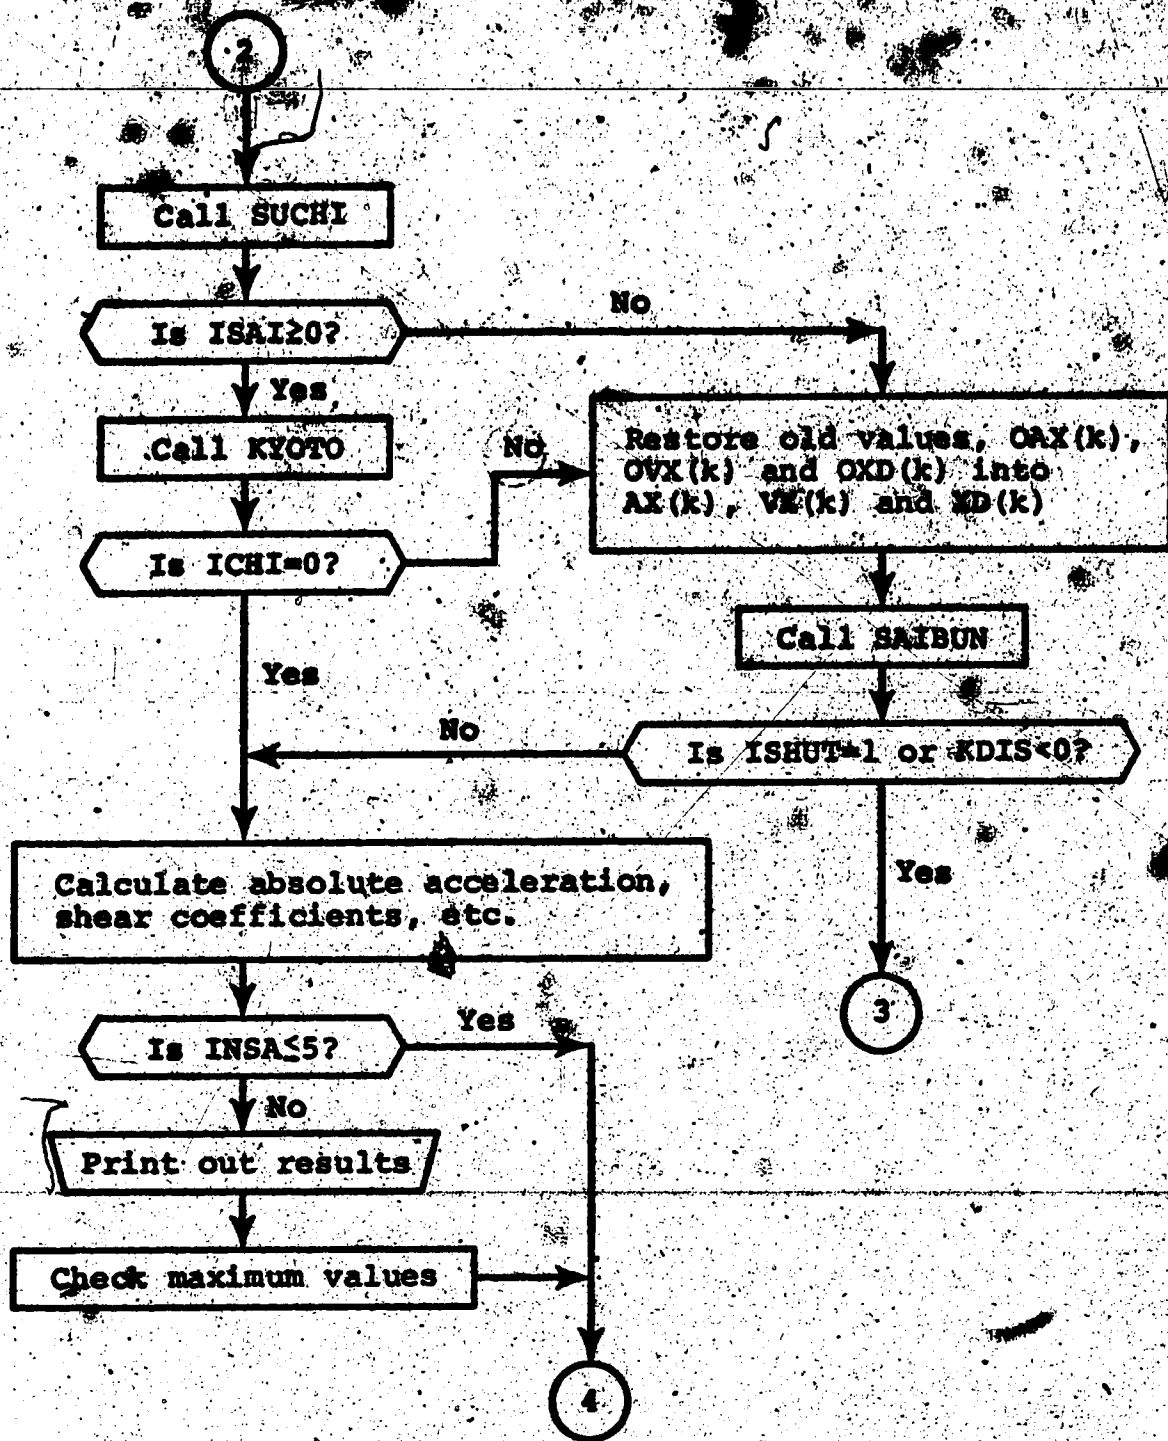 2
Call SUCHI
Is ISAI≥0?
No
Yes
Call KYOTO
No
Restore old values, OAX(k),
OVX(k) and OXD(k) into
AX(k), VX(k) and XD(k)
Is ICHI=0?
Call SAIBUN
Yes
No
Is ISHUT=1 or KDIS<0?
Calculate absolute acceleration,
shear coefficients, etc.
Yes
3
Is INSA≤5?
Yes
No
Print out results
Check maximum values
4